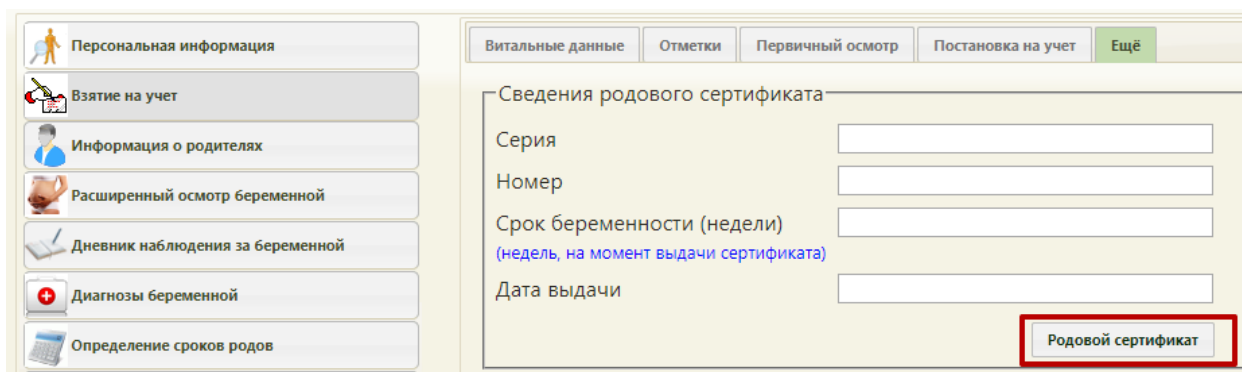 Персональная информация
Взятие на учет
Информация о родителях
Расширенный осмотр беременной
Дневник наблюдения за беременной
Диагнозы беременной
Определение сроков родов
Витальные данные
Отметки
Первичный осмотр
Постановка на учет
Ещё
Сведения родового сертификата
Серия
Номер
Срок беременности (недели)
(недель, на момент выдачи сертификата)
Дата выдачи
Родовой сертификат